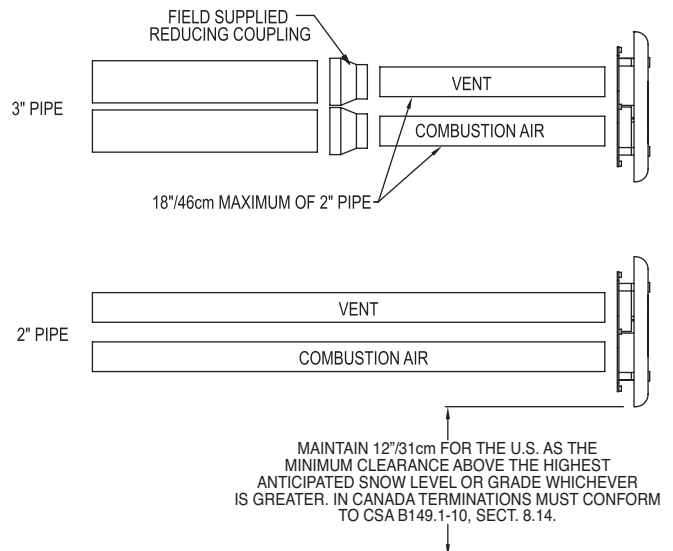 FIELD SUPPLIED
REDUCING COUPLING
3" PIPE
VENT
COMBUSTION AIR
18"/46cm MAXIMUM OF 2" PIPE
2" PIPE
VENT
COMBUSTION AIR
MAINTAIN 12”/31cm FOR THE U.S. AS THE
MINIMUM CLEARANCE ABOVE THE HIGHEST
ANTICIPATED SNOW LEVEL OR GRADE WHICHEVER
IS GREATER. IN CANADA TERMINATIONS MUST CONFORM
TO CSA B149.1-10, SECT. 8.14.